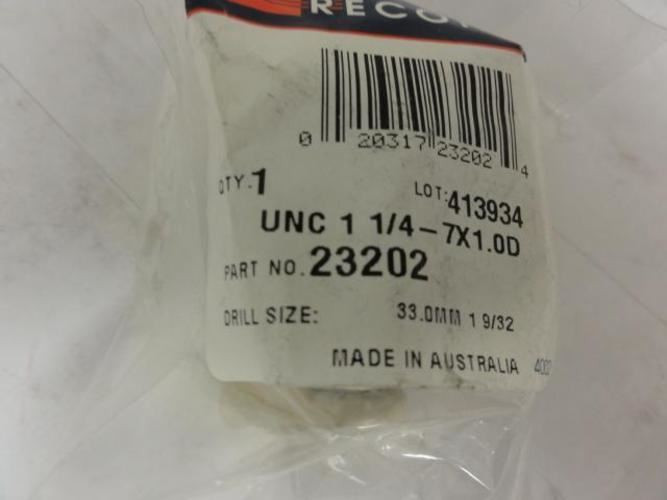 0 20317 23202 4
QTY.1 LOT:413934
UNC 1 1/4-7X1.0D
PART NO. 23202
DRILL SIZE: 33.0MM 1 9/32
MADE IN AUSTRALIA